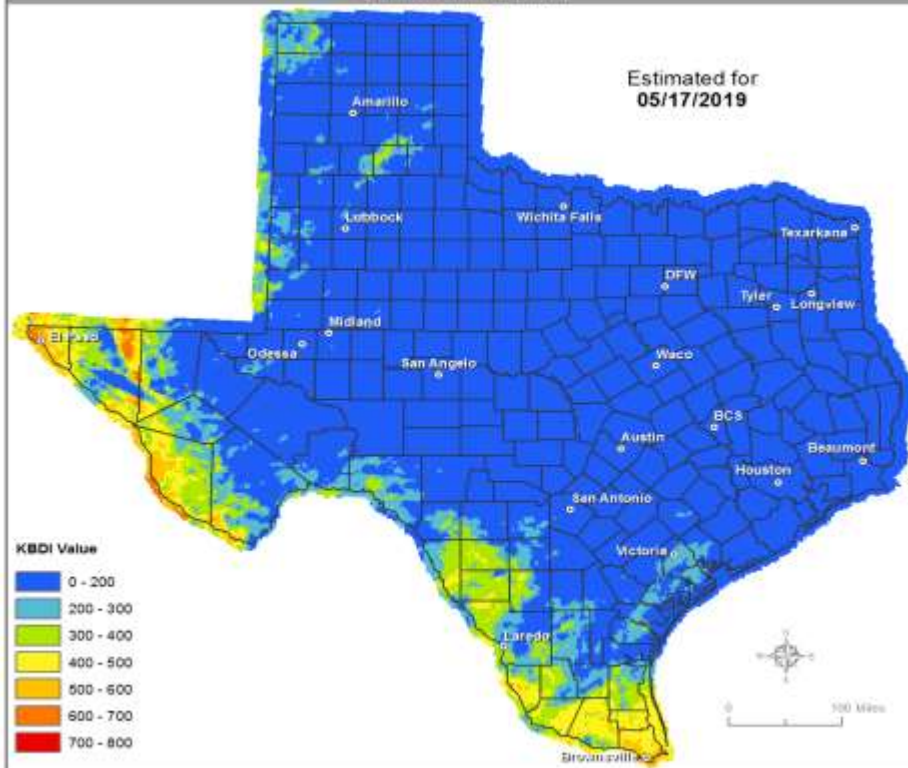 Estimated for
05/17/2019
Amarillo
Lubbock
Wichita Falls
Texarkana
DFW
Tyler
Longview
Midland
El Paso
Odessa
San Angelo
Waco
BCS
Austin
Beaumont
Houston
San Antonio
Victoria
Laredo
Brownsville
KBDI Value
0 - 200
200 - 300
300 - 400
400 - 500
500 - 600
600 - 700
700 - 800
0
100 Miles